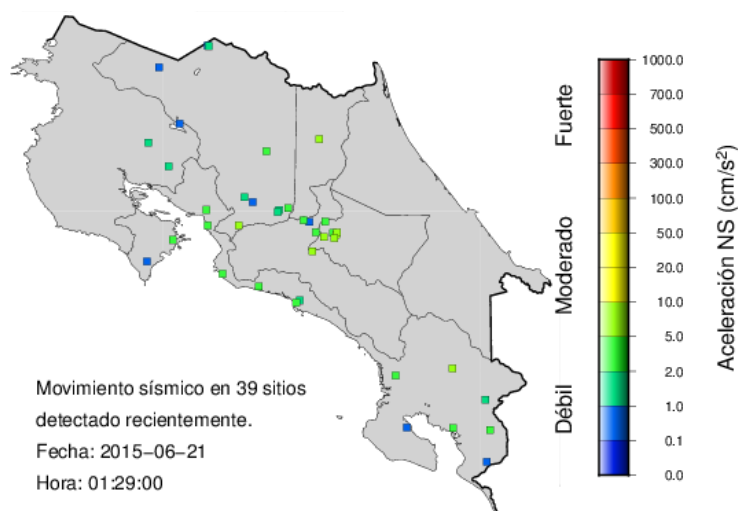 Movimiento sísmico en 39 sitios
detectado recientemente.
Fecha: 2015−06−21
Hora: 01:29:00
Fuerte
Moderado
Débil
1000.0
700.0
500.0
300.0
100.0
50.0
20.0
10.0
5.0
2.0
1.0
0.1
0.0
Aceleración NS (cm/s²)